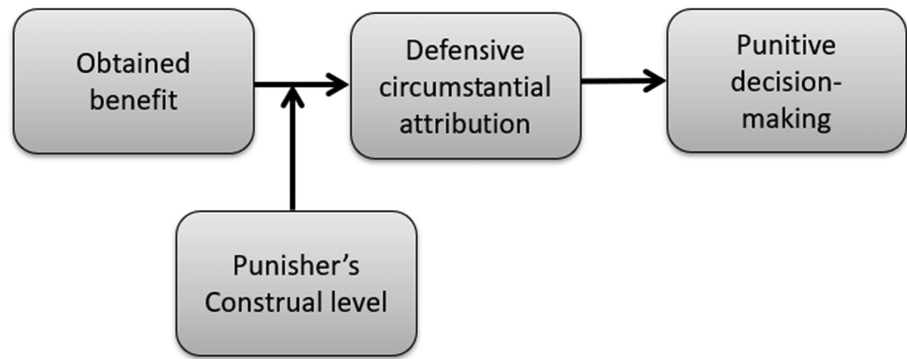 Obtained
benefit
Defensive
circumstantial
attribution
Punitive
decision-
making
Punisher's
Construal level